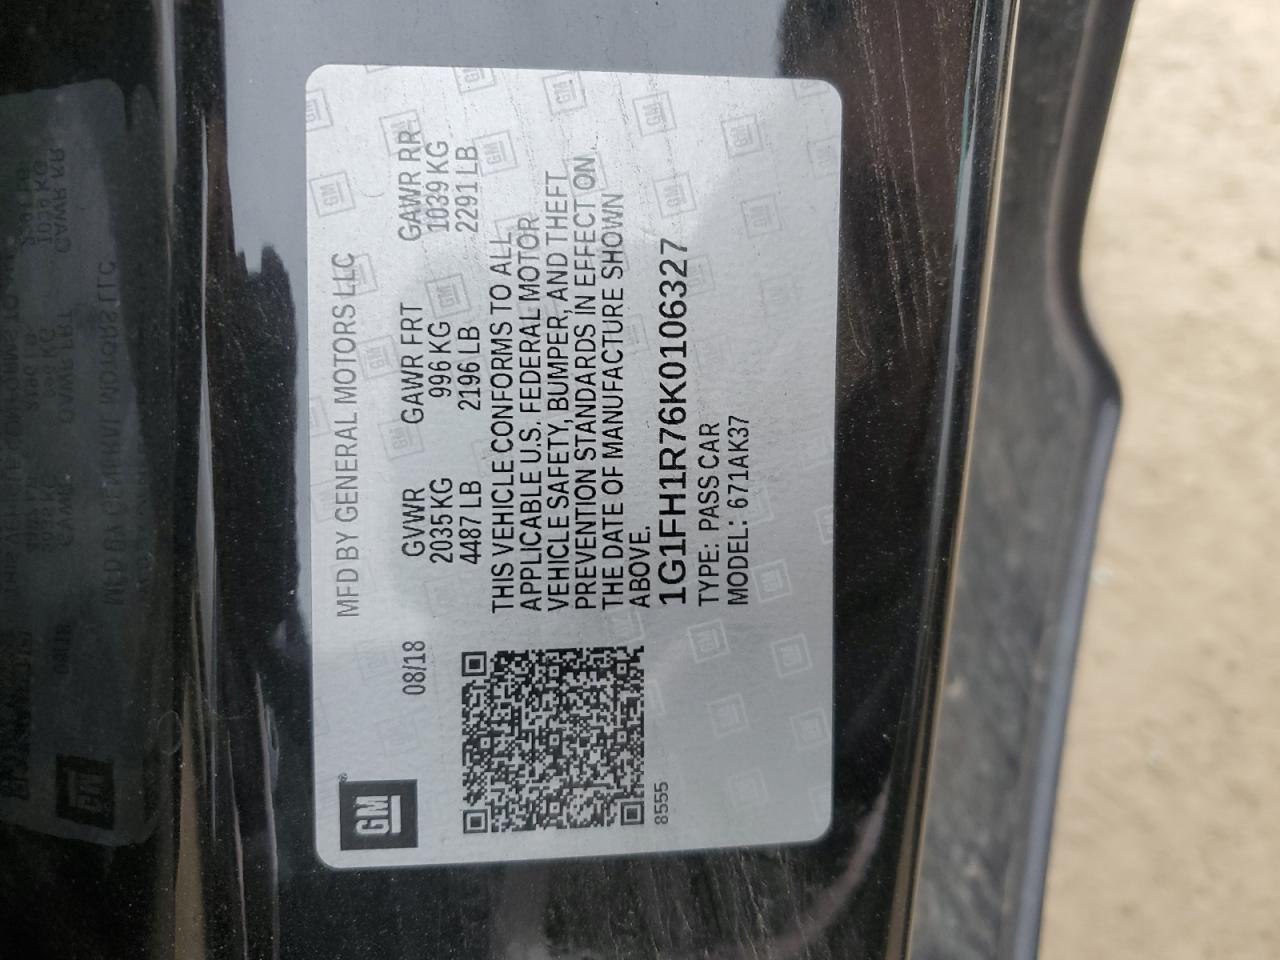 GM
MFD BY GENERAL MOTORS LLC
08/18
GVWR GAWR FRT GAWR RR
2035 KG 996 KG 1039 KG
4487 LB 2196 LB 2291 LB
THIS VEHICLE CONFORMS TO ALL
APPLICABLE U.S. FEDERAL MOTOR
VEHICLE SAFETY, BUMPER, AND THEFT
PREVENTION STANDARDS IN EFFECT ON
THE DATE OF MANUFACTURE SHOWN
ABOVE.
1G1FH1R76K0106327
TYPE: PASS CAR
MODEL: 671AK37
8555